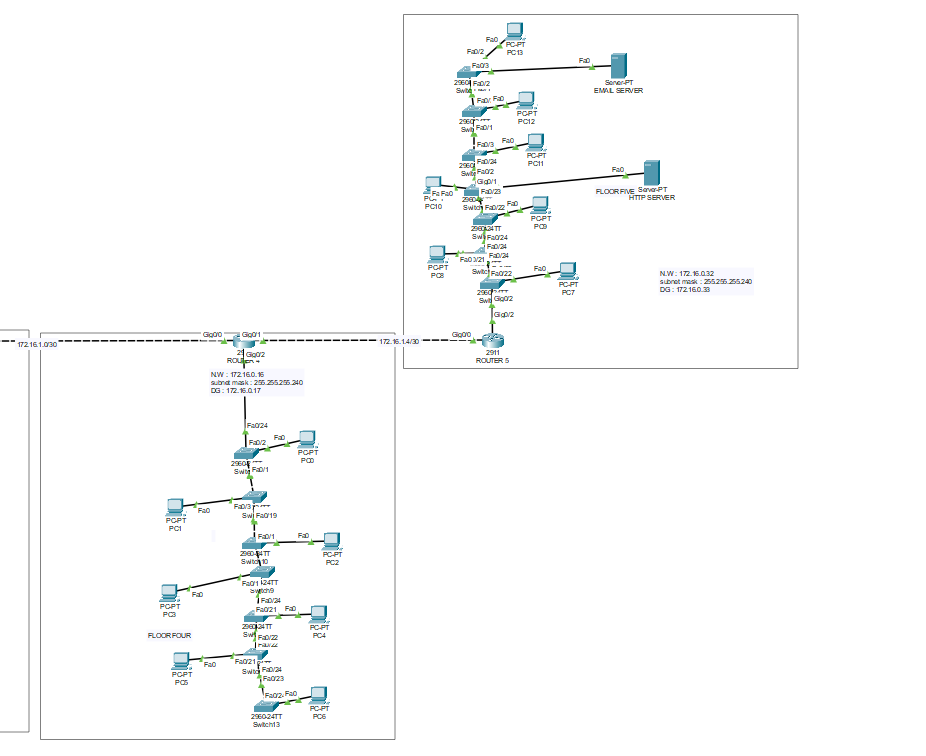 Fa0
PC-PT
PC13
Fa0/2
Fa0/3
Fa0
Server-PT
EMAIL SERVER
Fa0/2
Fa0
PC-PT
PC12
Fa0/1
Fa0/3
Fa0
PC-PT
PC11
Fa0/24
Fa0/2
Gig0/1
Fa0
FLOOR FIVE
Server-PT
HTTP SERVER
Fa0
PC10
Fa0/23
Fa0/22
Fa0
PC-PT
PC9
Fa0/24
Fa0/24
Fa0/24
PC-PT
PC8
Fa0/22
Fa0
PC-PT
PC7
N.W : 172.16.0.32
subnet mask : 255.255.255.240
DG : 172.16.0.33
Gig0/2
Gig0/2
Gig0/0
2911
ROUTER 5
172.16.1.0/30
Gig0/0
Gig0/1
172.16.1.4/30
Gig0/2
N.W : 172.16.0.16
subnet mask : 255.255.255.240
DG : 172.16.0.17
Fa0/24
Fa0/2
Fa0
PC-PT
PC0
Fa0/1
Fa0
Fa0/3
PC-PT
PC1
Fa0/19
Fa0/1
Fa0
2960-24TT
PC-PT
PC2
Fa0/1
Switch9
Fa0
PC-PT
PC3
Fa0/24
Fa0/21
Fa0
PC-PT
PC4
FLOOR FOUR
Fa0/22
Fa0/22
Fa0/21
Fa0
PC-PT
PC5
Fa0/24
Fa0/23
Fa0
2960-24TT
Switch13
PC-PT
PC6